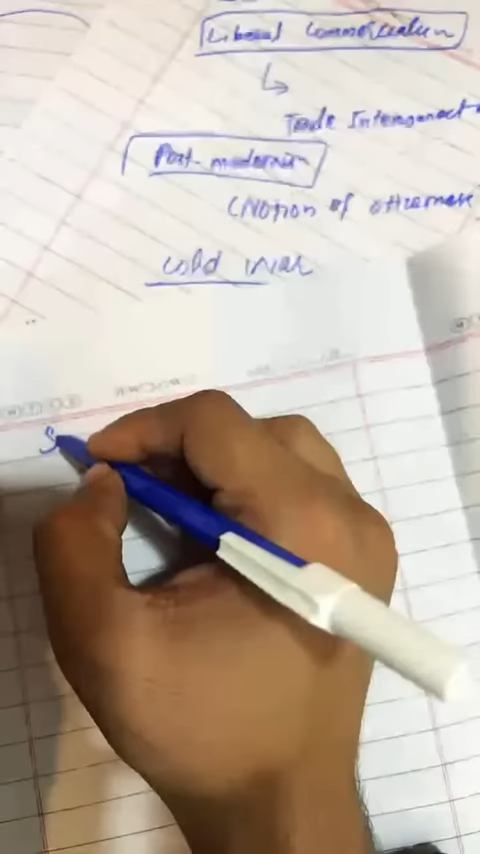 Liberal Commercialism
Trade Interconnect
Post-modernism
(Notion of otherness
cold war
S